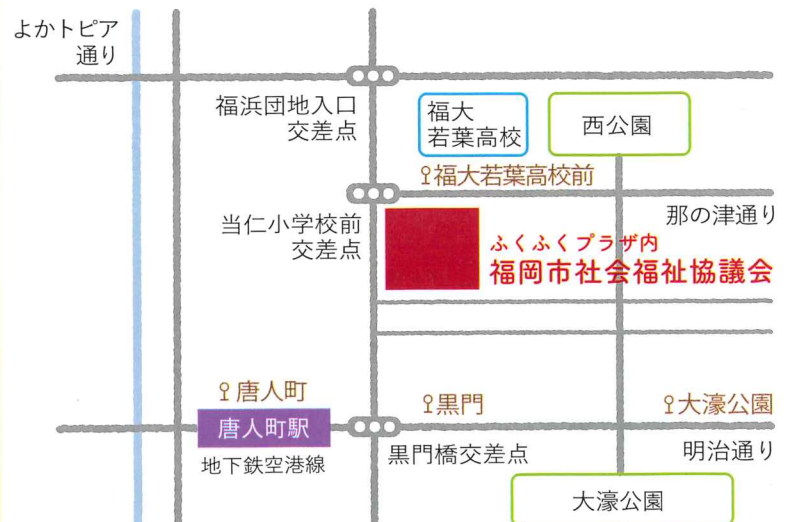 よかトピア
通り
福浜団地入口
交差点
福大
若葉高校
西公園
福大若葉高校前
那の津通り
当仁小学校前
交差点
ふくふくプラザ内
福岡市社会福祉協議会
唐人町
黒門
大濠公園
唐人町駅
地下鉄空港線
黒門橋交差点
明治通り
大濠公園